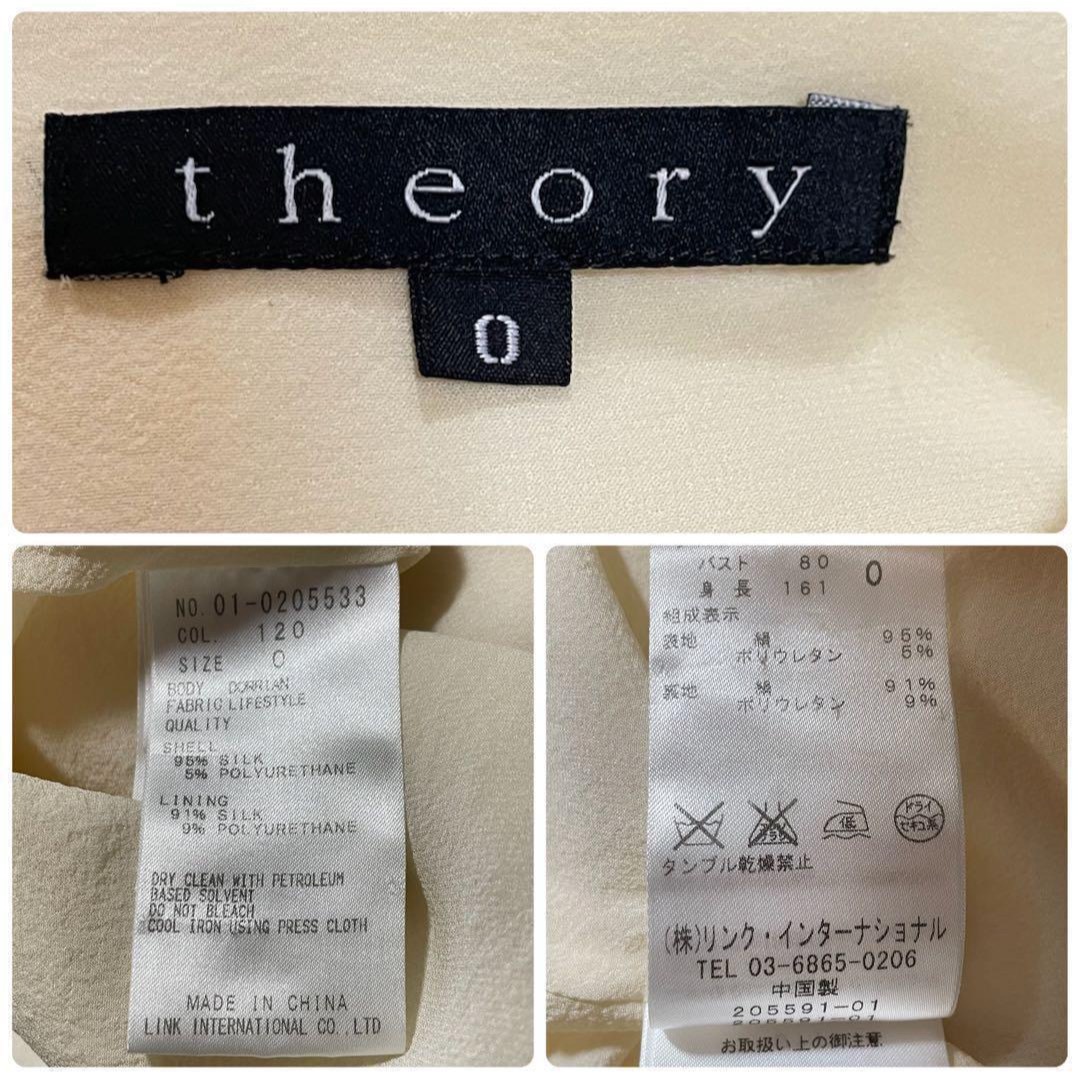 theory
0
NO. 01-0205533
COL. 120
SIZE 0
BODY DORRIAN
FABRIC LIFESTYLE
QUALITY
SHELL
95% SILK
5% POLYURETHANE
LINING
91% SILK
9% POLYURETHANE
DRY CLEAN WITH PETROLEUM
BASED SOLVENT
DO NOT BLEACH
COOL IRON USING PRESS CLOTH
MADE IN CHINA
LINK INTERNATIONAL CO.,LTD
バスト 80 0
身長 161
組成表示
表地 絹 95%
ポリウレタン 5%
裏地 絹 91%
ポリウレタン 9%
低 ドライ
セキユ系
タンブル乾燥禁止
(株)リンク・インターナショナル
TEL 03-6865-0206
中国製
205591-01
205591-01
お取扱い上の御注意